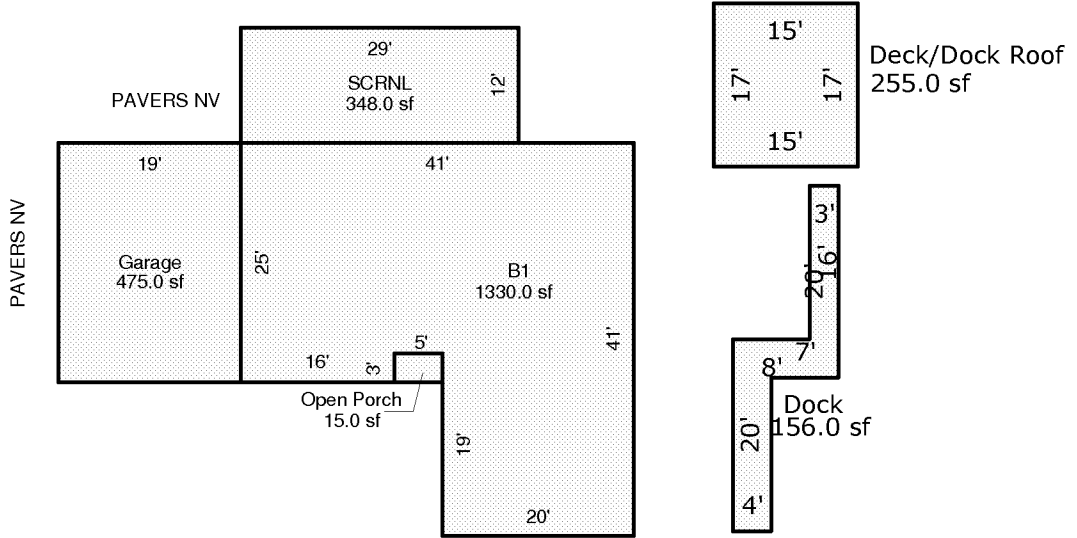 29'
SCRNL
348.0 sf
12'
PAVERS NV
19'
41'
PAVERS NV
Garage
475.0 sf
25'
B1
1330.0 sf
41'
5'
16'
3'
Open Porch
15.0 sf
19'
20'
15'
17'
17'
15'
Deck/Dock Roof
255.0 sf
3'
16'
20'
7'
8'
Dock
156.0 sf
20'
4'